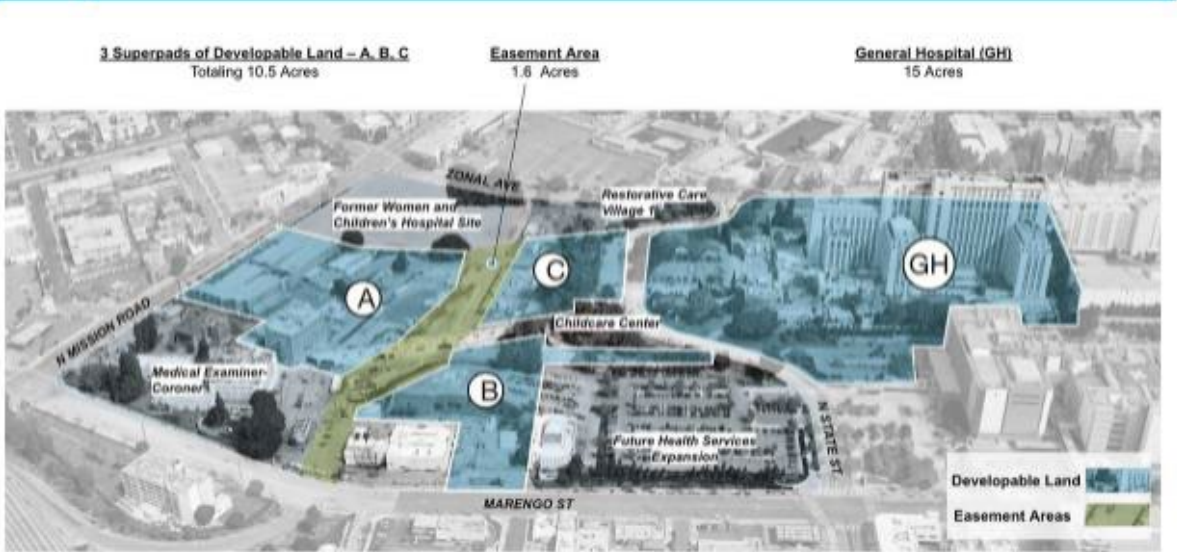 3 Superpads of Developable Land – A, B, C
Totaling 10.5 Acres
Easement Area
1.6 Acres
General Hospital (GH)
15 Acres
ZONAL AVE
Former Women and
Children's Hospital Site
Restorative Care
Village 1
A
C
GH
N MISSION ROAD
Childcare Center
Medical Examiner-
Coroner
B
Future Health Services
Expansion
N STATE ST
MARENGO ST
Developable Land
Easement Areas